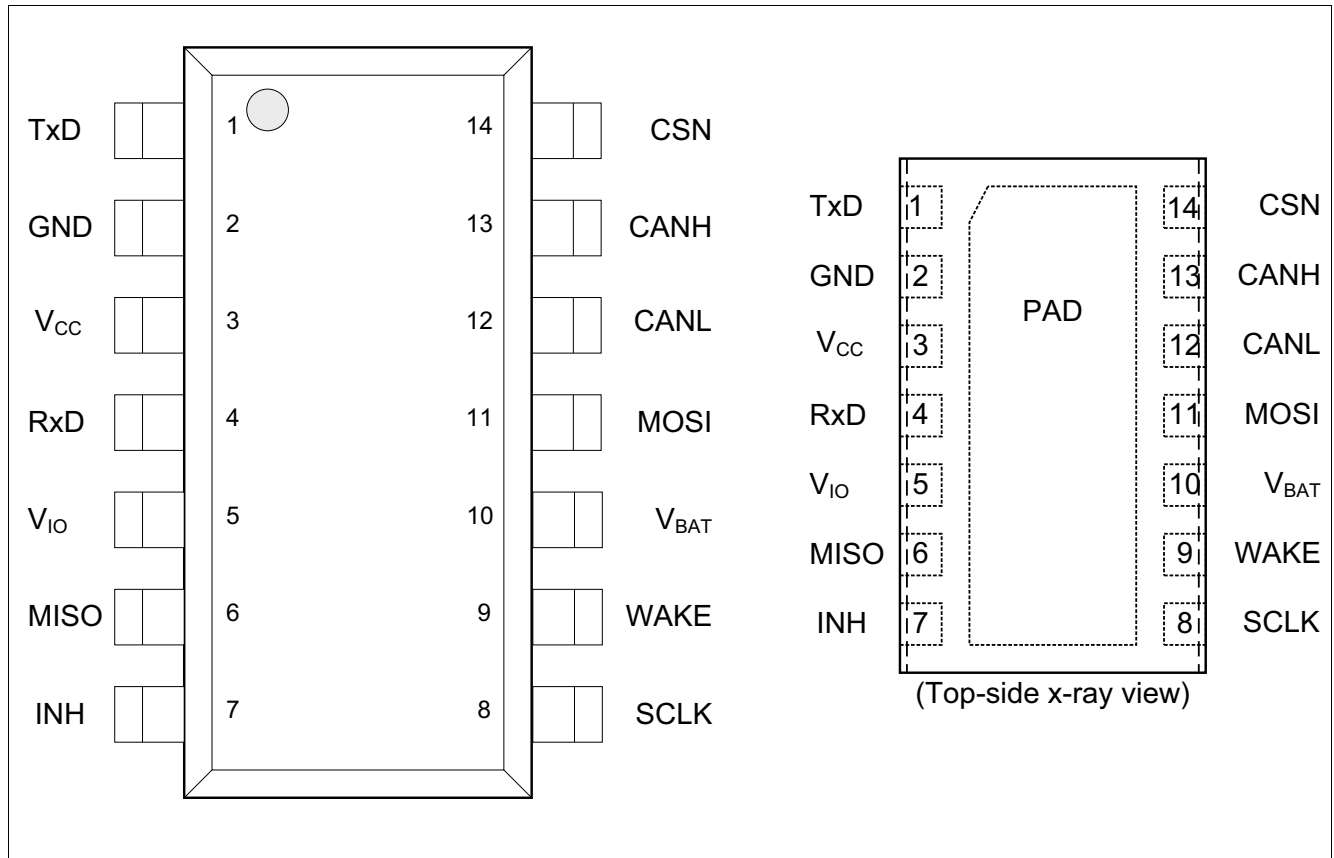 TxD 1 14 CSN
GND 2 13 CANH
VCC 3 12 CANL
RxD 4 11 MOSI
VIO 5 10 VBAT
MISO 6 9 WAKE
INH 7 8 SCLK
TxD 1 14 CSN
GND 2 13 CANH
PAD
VCC 3 12 CANL
RxD 4 11 MOSI
VIO 5 10 VBAT
MISO 6 9 WAKE
INH 7 8 SCLK
(Top-side x-ray view)